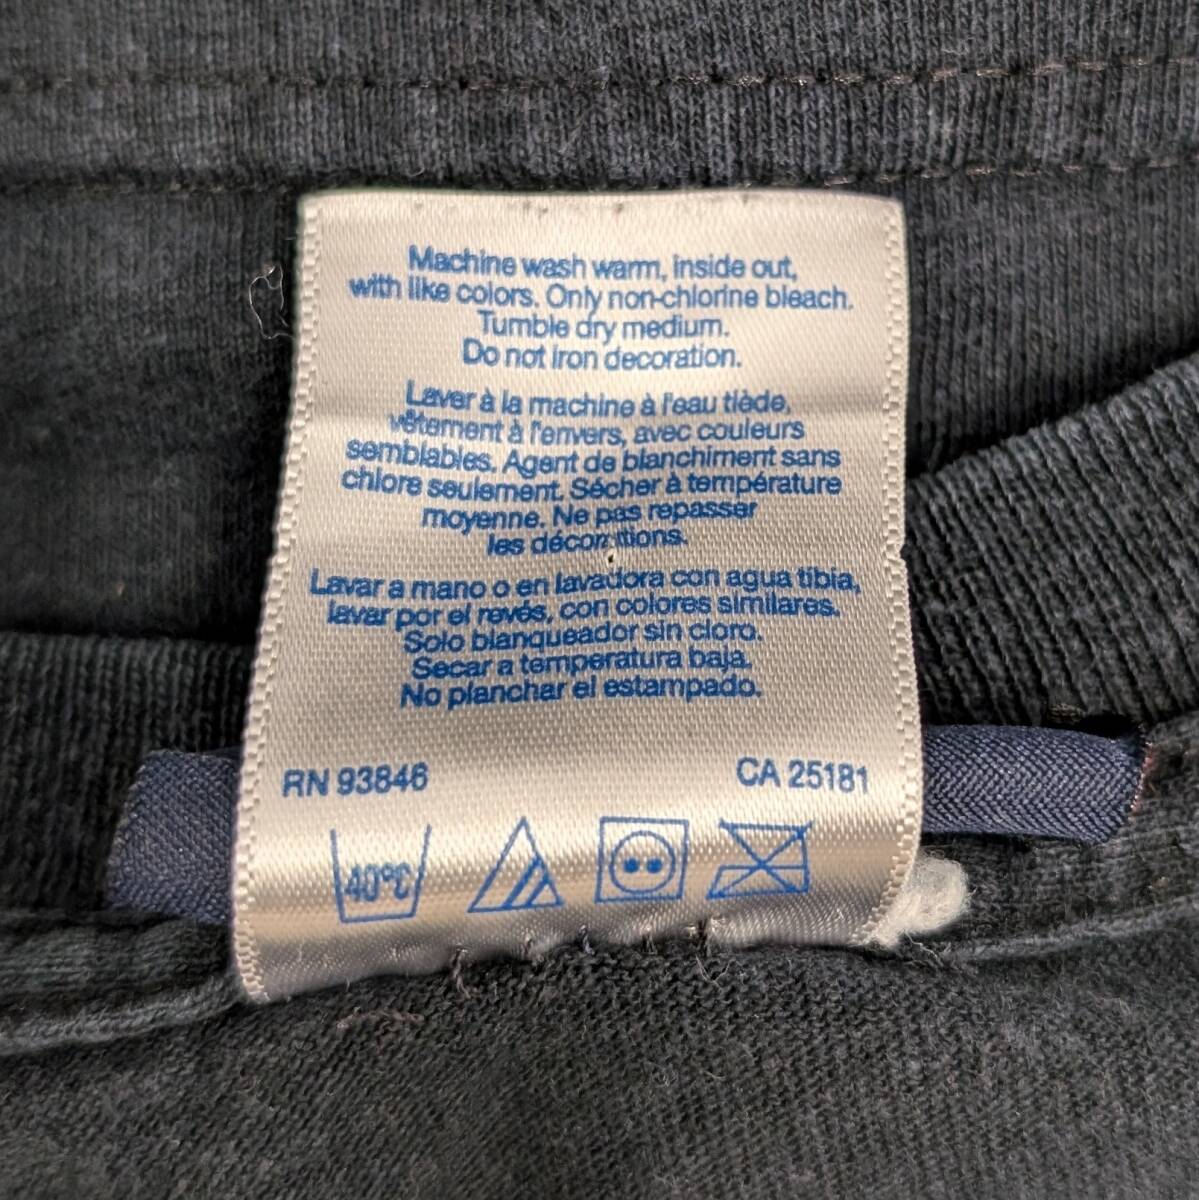 Machine wash warm, inside out,
with like colors. Only non-chlorine bleach.
Tumble dry medium.
Do not iron decoration.
Laver à la machine à l'eau tiède,
vêtement à l'envers, avec couleurs
semblables. Agent de blanchiment sans
chlore seulement. Sécher à température
moyenne. Ne pas repasser
les décorations.
Lavar a mano o en lavadora con agua tibia,
lavar por el revés, con colores similares.
Solo blanqueador sin cloro.
Secar a temperatura baja.
No planchar el estampado.
RN 93846 CA 25181
40°C